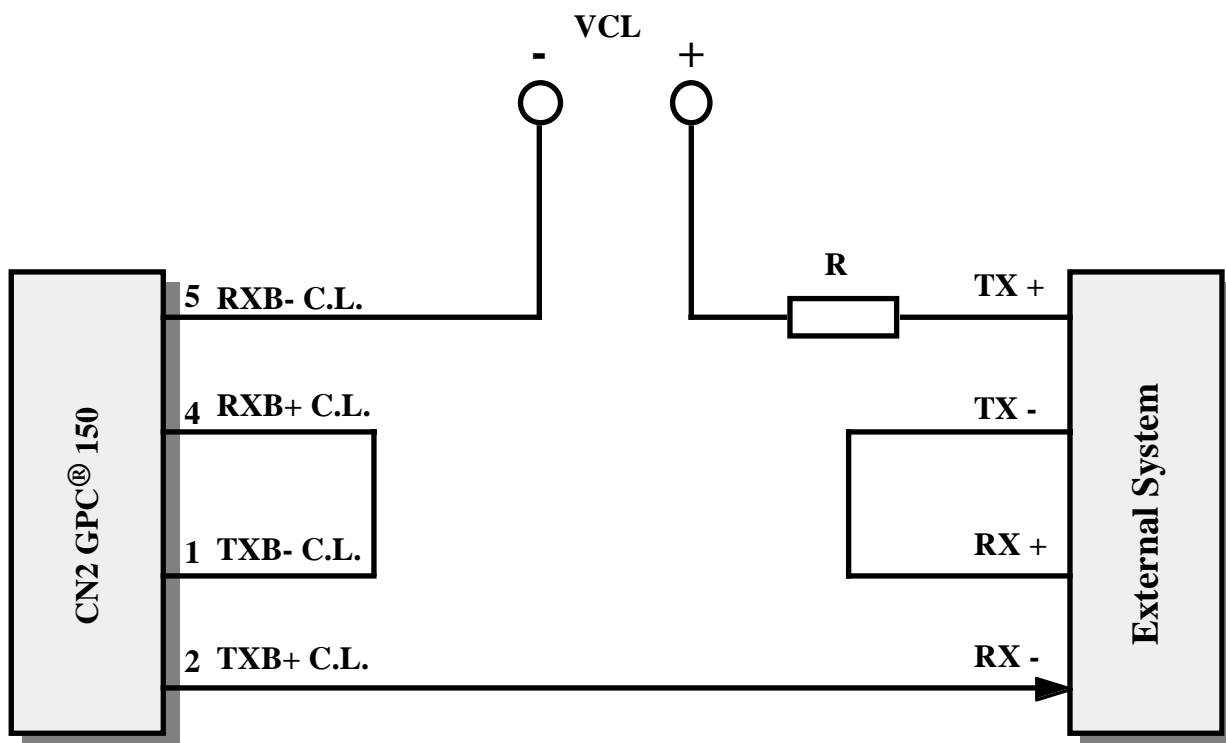 VCL
- +
R
5 RXB- C.L.
TX +
4 RXB+ C.L.
TX -
1 TXB- C.L.
RX +
2 TXB+ C.L.
RX -
CN2 GPC® 150
External System